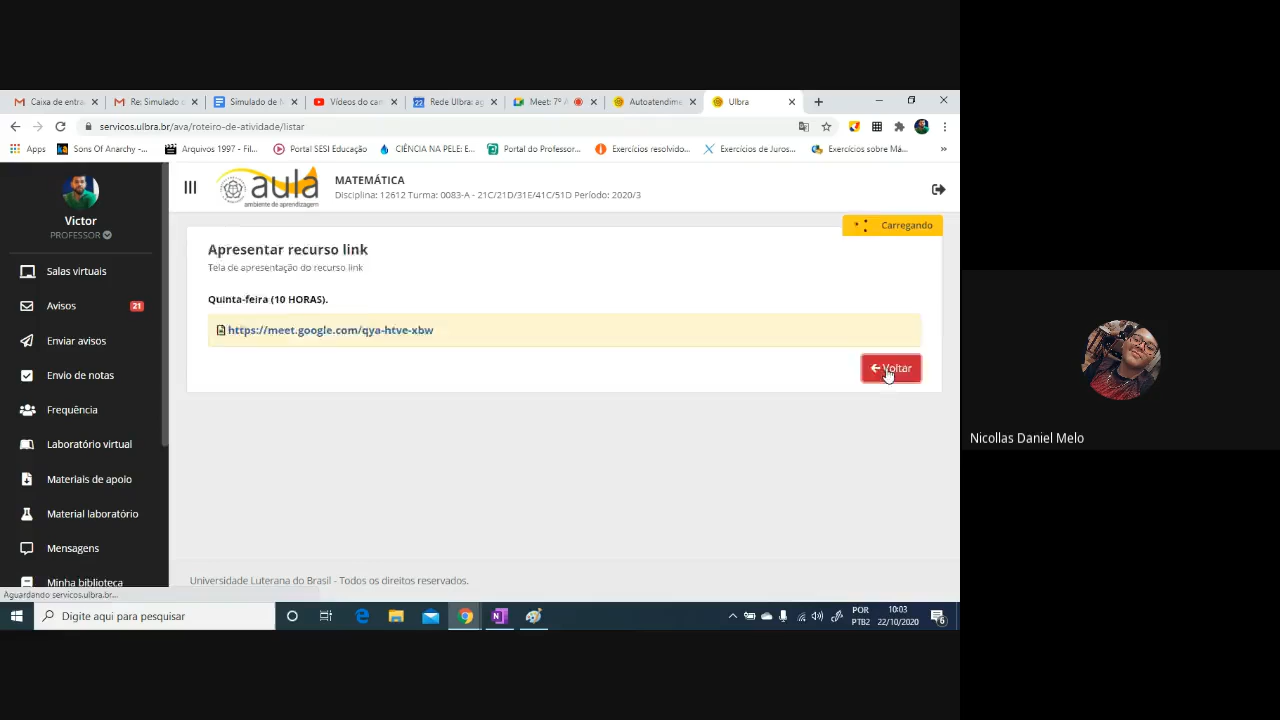 Caixa de entra
Re: Simulado d
Simulado de M
Vídeos do can
Rede Ulbra: ag
Meet: 7º A
Autoatendime
Ulbra
servicos.ulbra.br/ava/roteiro-de-atividade/listar
Apps
Sons Of Anarchy -...
Arquivos 1997 - Fil...
Portal SESI Educação
CIÊNCIA NA PELE: E...
Portal do Professor...
Exercícios resolvido...
Exercícios de Juros...
Exercícios sobre Má...
»
Victor
PROFESSOR
Salas virtuais
Avisos 21
Enviar avisos
Envio de notas
Frequência
Laboratório virtual
Materiais de apoio
Material laboratório
Mensagens
Minha biblioteca
Aguardando servicos.ulbra.br...
aula
ambiente de aprendizagem
MATEMÁTICA
Disciplina: 12612 Turma: 0083-A - 21C/21D/31E/41C/51D Período: 2020/3
Carregando
Apresentar recurso link
Tela de apresentação do recurso link
Quinta-feira (10 HORAS).
https://meet.google.com/qya-htve-xbw
Voltar
Universidade Luterana do Brasil - Todos os direitos reservados.
Nicollas Daniel Melo
Digite aqui para pesquisar
POR
PTB2
10:03
22/10/2020
6